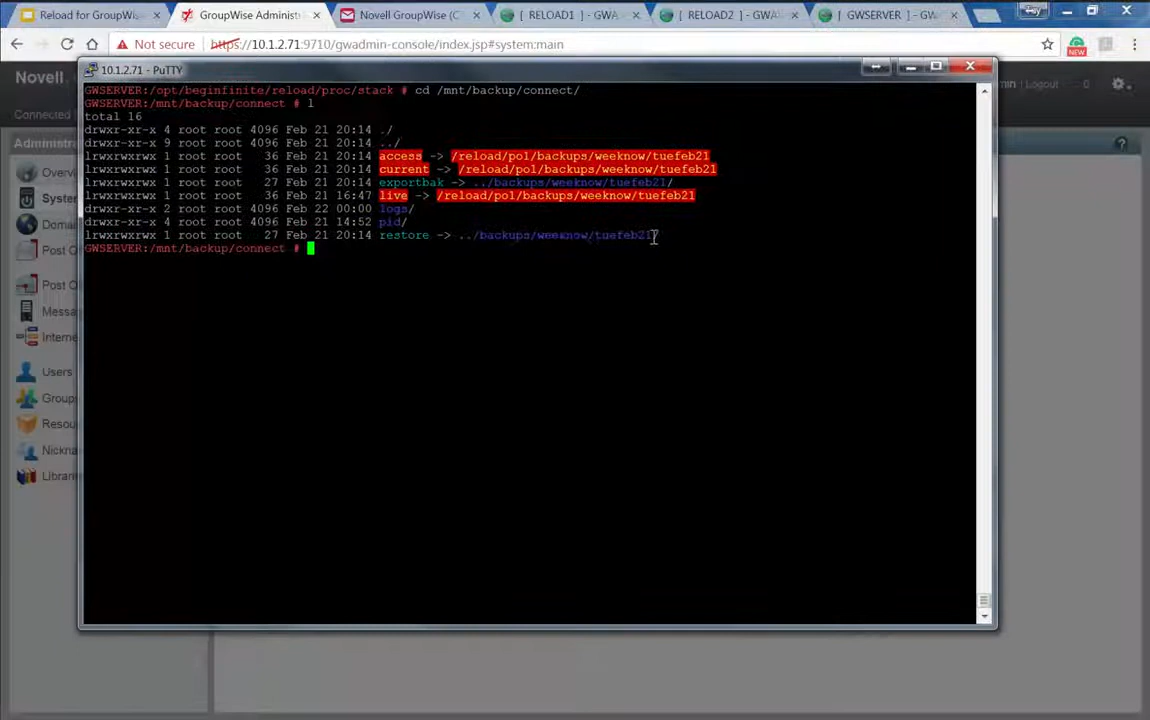 Reload for GroupWise
GroupWise Administr
Novell GroupWise (C
[ RELOAD1 ] - GWA
[ RELOAD2 ] - GWA
[ GWSERVER ] - GW
Not secure
https://10.1.2.71:9710/gwadmin-console/index.jsp#system:main
NEW
Novell
Logout
Connected
Administra
Overvi
System
Domai
Post O
Post O
Messa
Interne
Users
Group
Resou
Nickna
Librari
10.1.2.71 - PuTTY
GWSERVER:/opt/beginfinite/reload/proc/stack # cd /mnt/backup/connect/
GWSERVER:/mnt/backup/connect # l
total 16
drwxr-xr-x 4 root root 4096 Feb 21 20:14 ./
drwxr-xr-x 9 root root 4096 Feb 21 20:14 ../
lrwxrwxrwx 1 root root 36 Feb 21 20:14 access -> /reload/po1/backups/weeknow/tuefeb21
lrwxrwxrwx 1 root root 36 Feb 21 20:14 current -> /reload/po1/backups/weeknow/tuefeb21
lrwxrwxrwx 1 root root 27 Feb 21 20:14 exportbak -> ../backups/weeknow/tuefeb21/
lrwxrwxrwx 1 root root 36 Feb 21 16:47 live -> /reload/po1/backups/weeknow/tuefeb21
drwxr-xr-x 2 root root 4096 Feb 22 00:00 logs/
drwxr-xr-x 4 root root 4096 Feb 21 14:52 pid/
lrwxrwxrwx 1 root root 27 Feb 21 20:14 restore -> ../backups/weeknow/tuefeb21/
GWSERVER:/mnt/backup/connect #